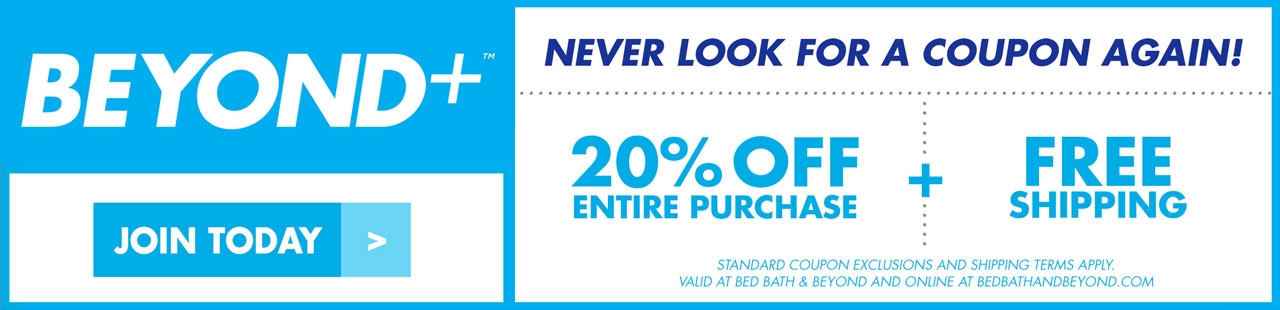 BEYOND+™
JOIN TODAY >
NEVER LOOK FOR A COUPON AGAIN!
20% OFF
ENTIRE PURCHASE
+
FREE
SHIPPING
STANDARD COUPON EXCLUSIONS AND SHIPPING TERMS APPLY.
VALID AT BED BATH & BEYOND AND ONLINE AT BEDBATHANDBEYOND.COM